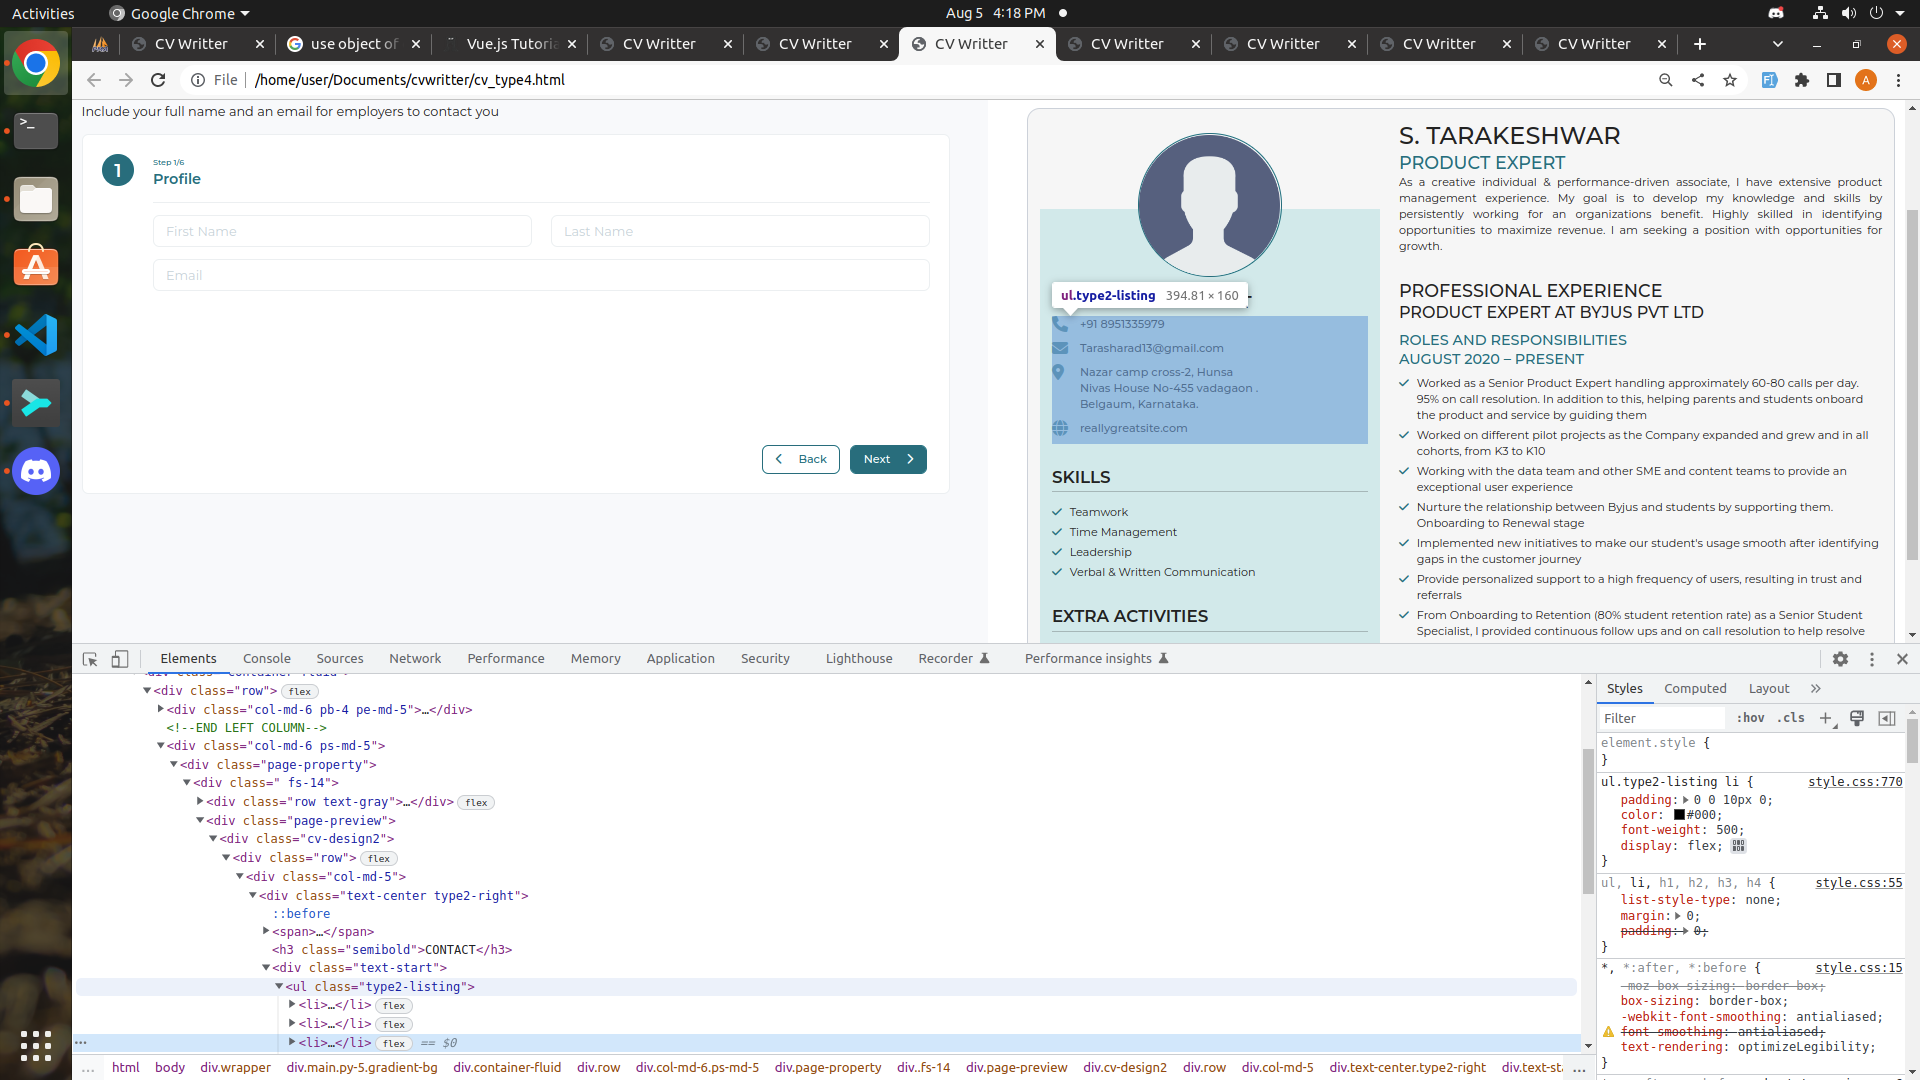 Activities
Google Chrome
Aug 5 4:18 PM
CV Writter
use object of
Vue.js Tutoria
CV Writter
CV Writter
CV Writter
CV Writter
CV Writter
CV Writter
CV Writter
File
/home/user/Documents/cvwritter/cv_type4.html
A
Include your full name and an email for employers to contact you
1
Step 1/6
Profile
First Name
Last Name
Email
Back
Next
S. TARAKESHWAR
PRODUCT EXPERT
As a creative individual & performance-driven associate, I have extensive product
management experience. My goal is to develop my knowledge and skills by
persistently working for an organizations benefit. Highly skilled in identifying
opportunities to maximize revenue. I am seeking a position with opportunities for
growth.
ul.type2-listing 394.81 × 160
+91 8951335979
Tarasharad13@gmail.com
Nazar camp cross-2, Hunsa
Nivas House No-455 vadagaon .
Belgaum, Karnataka.
reallygreatsite.com
SKILLS
Teamwork
Time Management
Leadership
Verbal & Written Communication
EXTRA ACTIVITIES
PROFESSIONAL EXPERIENCE
PRODUCT EXPERT AT BYJUS PVT LTD
ROLES AND RESPONSIBILITIES
AUGUST 2020 – PRESENT
Worked as a Senior Product Expert handling approximately 60-80 calls per day.
95% on call resolution. In addition to this, helping parents and students onboard
the product and service by guiding them
Worked on different pilot projects as the Company expanded and grew and in all
cohorts, from K3 to K10
Working with the data team and other SME and content teams to provide an
exceptional user experience
Nurture the relationship between Byjus and students by supporting them.
Onboarding to Renewal stage
Implemented new initiatives to make our student's usage smooth after identifying
gaps in the customer journey
Provide personalized support to a high frequency of users, resulting in trust and
referrals
From Onboarding to Retention (80% student retention rate) as a Senior Student
Specialist, I provided continuous follow ups and on call resolution to help resolve
Elements
Console
Sources
Network
Performance
Memory
Application
Security
Lighthouse
Recorder
Performance insights
<div class="row"> flex
<div class="col-md-6 pb-4 pe-md-5">…</div>
<!--END LEFT COLUMN-->
<div class="col-md-6 ps-md-5">
<div class="page-property">
<div class=" fs-14">
<div class="row text-gray">…</div> flex
<div class="page-preview">
<div class="cv-design2">
<div class="row"> flex
<div class="col-md-5">
<div class="text-center type2-right">
::before
<span>…</span>
<h3 class="semibold">CONTACT</h3>
<div class="text-start">
<ul class="type2-listing">
<li>…</li> flex
<li>…</li> flex
<li>…</li> flex == $0
... html body div.wrapper div.main.py-5.gradient-bg div.container-fluid div.row div.col-md-6.ps-md-5 div.page-property div..fs-14 div.page-preview div.cv-design2 div.row div.col-md-5 div.text-center.type2-right div.text-sta ...
Styles
Computed
Layout
Filter
:hov .cls
element.style {
}
ul.type2-listing li { style.css:770
padding: 0 0 10px 0;
color: #000;
font-weight: 500;
display: flex;
}
ul, li, h1, h2, h3, h4 { style.css:55
list-style-type: none;
margin: 0;
padding: 0;
}
*, *:after, *:before { style.css:15
-moz-box-sizing: border-box;
box-sizing: border-box;
-webkit-font-smoothing: antialiased;
font-smoothing: antialiased;
text-rendering: optimizeLegibility;
}